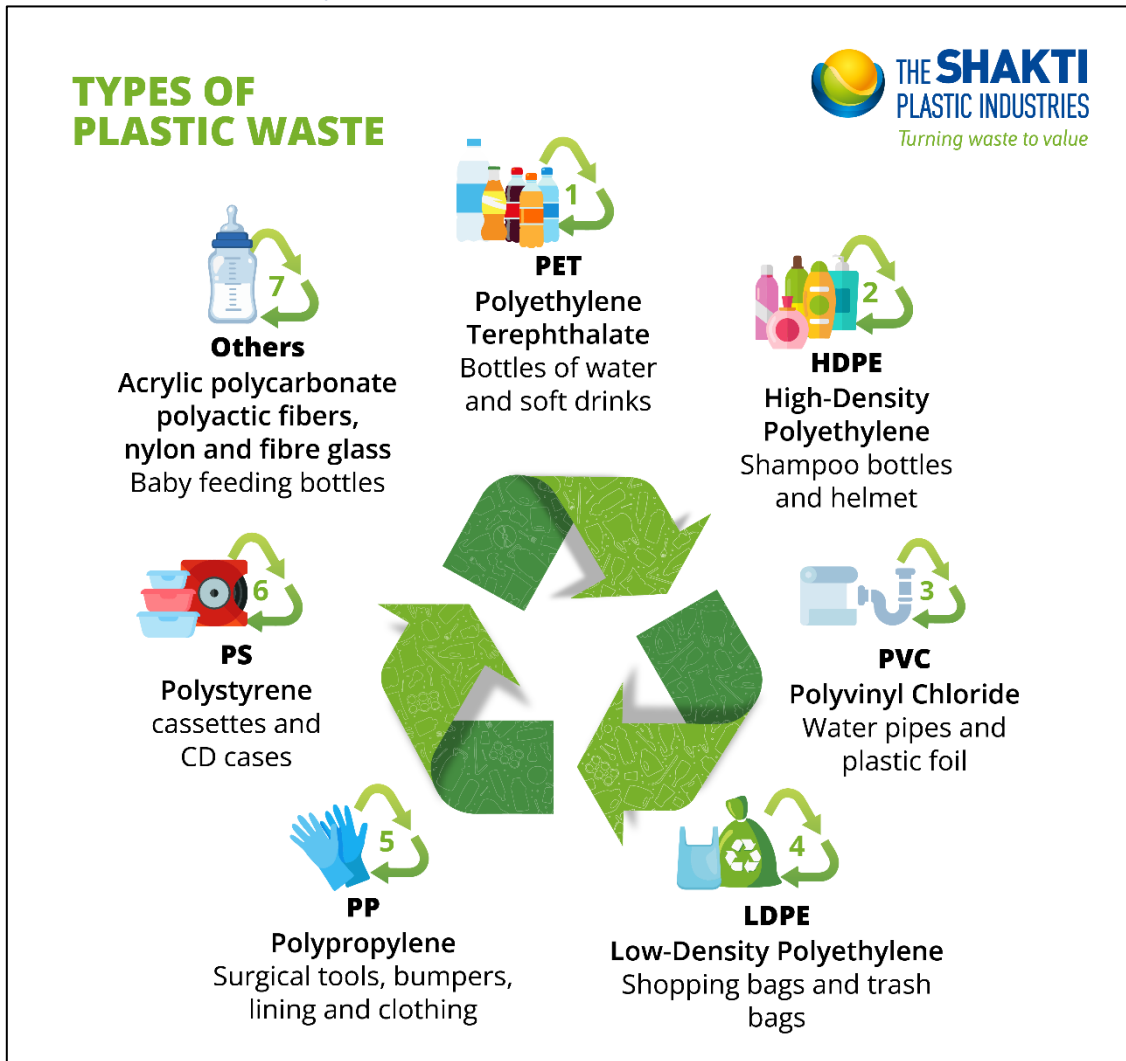 TYPES OF
PLASTIC WASTE
THE SHAKTI
PLASTIC INDUSTRIES
Turning waste to value
1
PET
Polyethylene
Terephthalate
Bottles of water
and soft drinks
2
HDPE
High-Density
Polyethylene
Shampoo bottles
and helmet
3
PVC
Polyvinyl Chloride
Water pipes and
plastic foil
4
LDPE
Low-Density Polyethylene
Shopping bags and trash
bags
5
PP
Polypropylene
Surgical tools, bumpers,
lining and clothing
6
PS
Polystyrene
cassettes and
CD cases
7
Others
Acrylic polycarbonate
polyactic fibers,
nylon and fibre glass
Baby feeding bottles